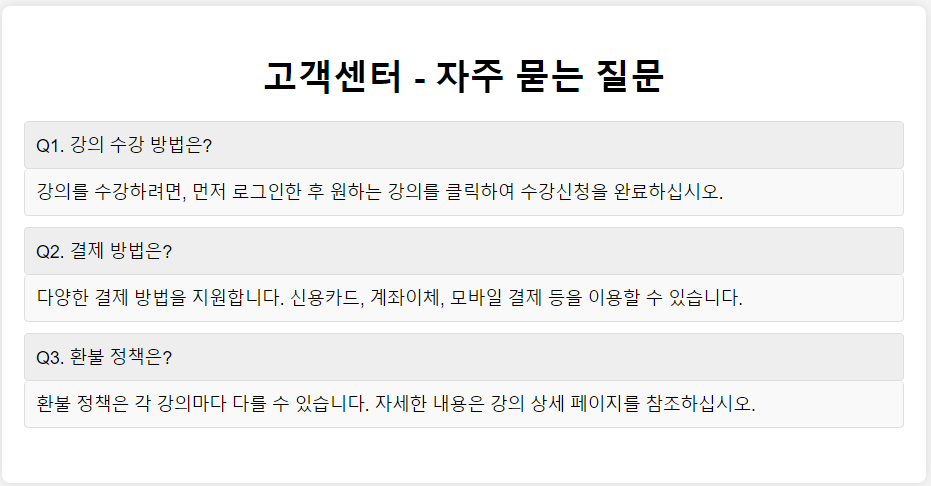 고객센터 - 자주 묻는 질문
Q1. 강의 수강 방법은?
강의를 수강하려면, 먼저 로그인한 후 원하는 강의를 클릭하여 수강신청을 완료하십시오.
Q2. 결제 방법은?
다양한 결제 방법을 지원합니다. 신용카드, 계좌이체, 모바일 결제 등을 이용할 수 있습니다.
Q3. 환불 정책은?
환불 정책은 각 강의마다 다를 수 있습니다. 자세한 내용은 강의 상세 페이지를 참조하십시오.